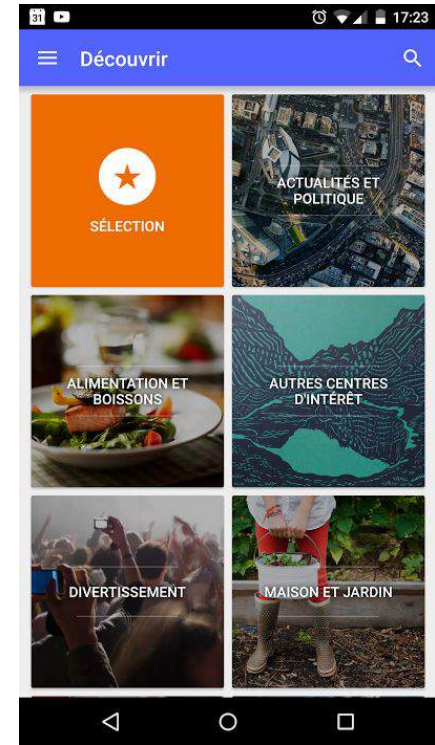 31
17:23
Découvrir
SÉLECTION
ACTUALITÉS ET
POLITIQUE
ALIMENTATION ET
BOISSONS
AUTRES CENTRES
D'INTÉRÊT
DIVERTISSEMENT
MAISON ET JARDIN